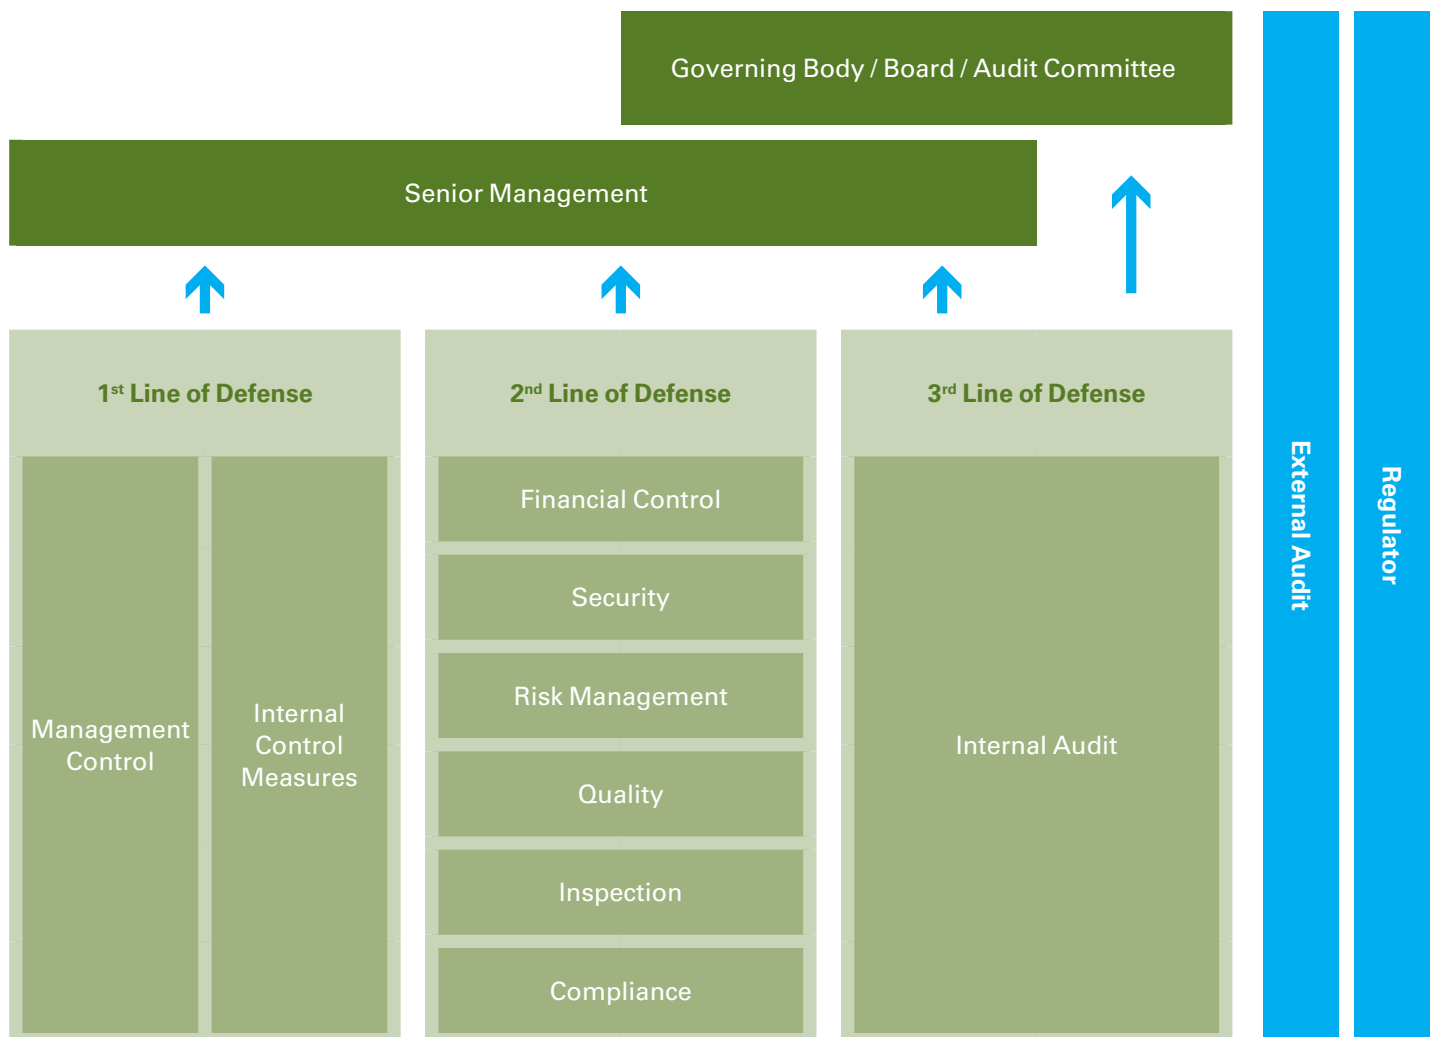 Governing Body / Board / Audit Committee
Senior Management
1st Line of Defense
Management
Control
Internal
Control
Measures
2nd Line of Defense
Financial Control
Security
Risk Management
Quality
Inspection
Compliance
3rd Line of Defense
Internal Audit
External Audit
Regulator